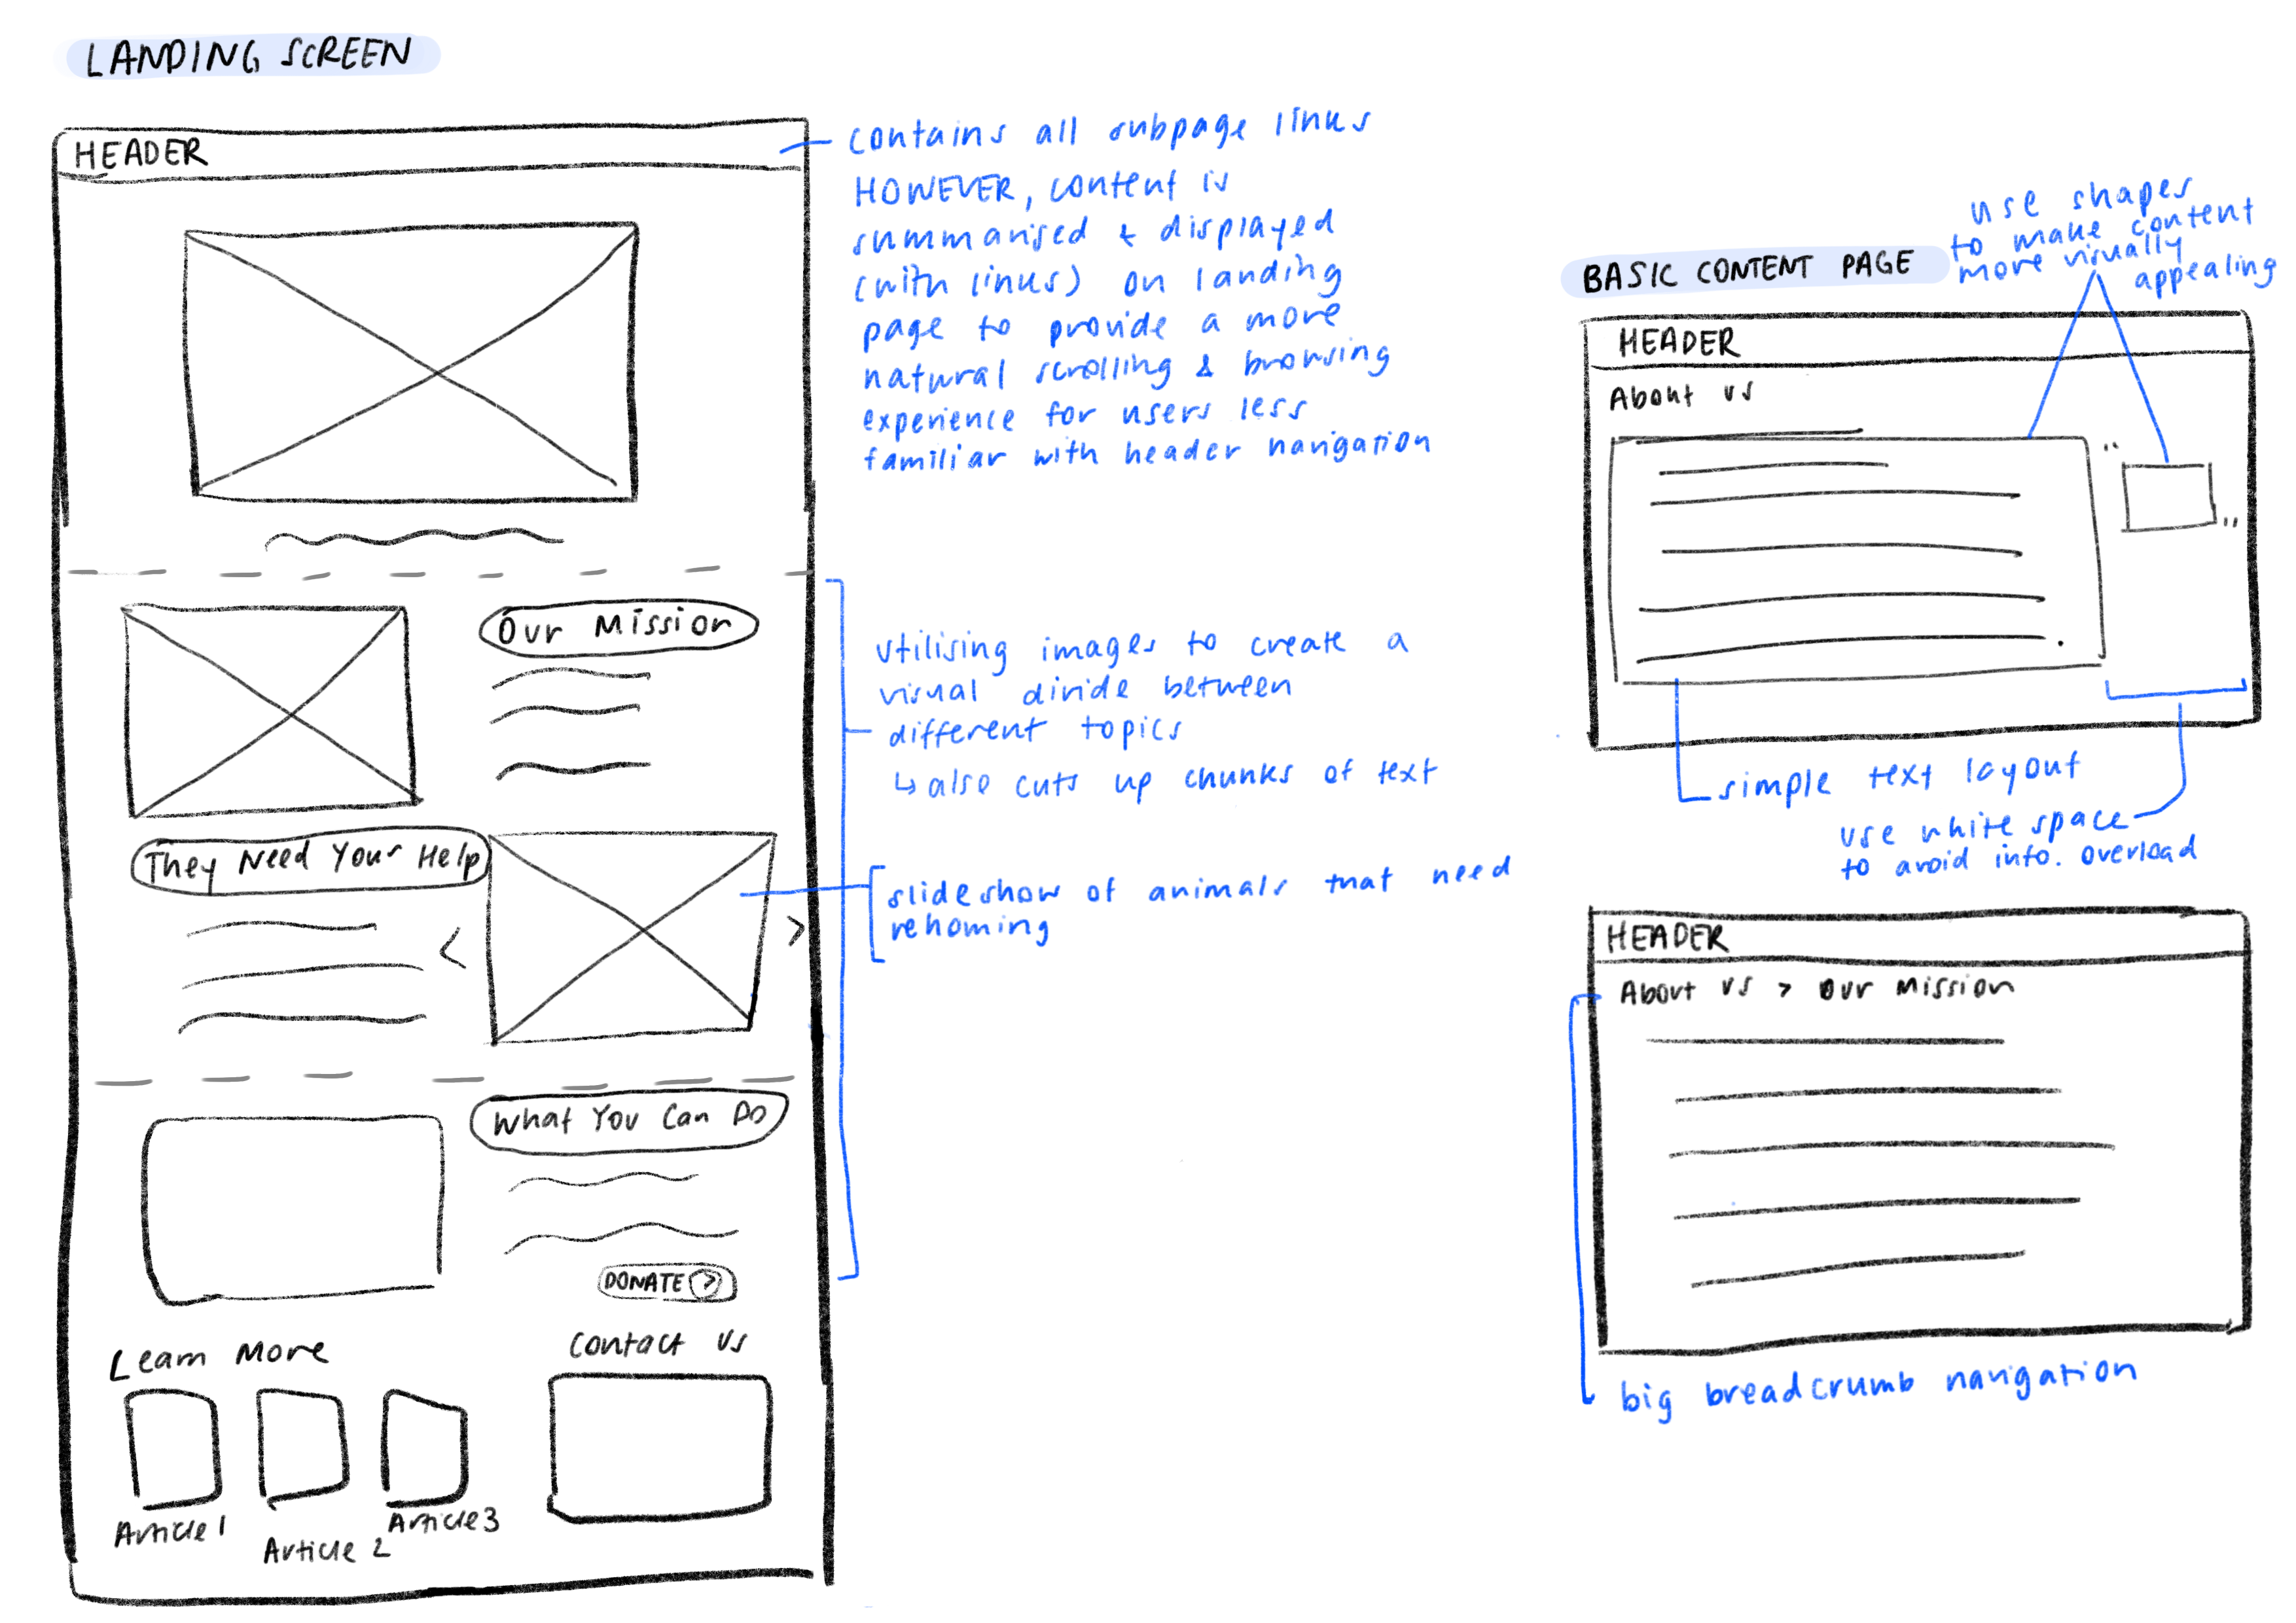 LANDING SCREEN
HEADER
contains all subpage links
HOWEVER, content is
summarised & displayed
(with links) on landing
page to provide a more
natural scrolling & browsing
experience for users less
familiar with header navigation
Our Mission
utilising images to create a
visual divide between
different topics
↳ also cuts up chunks of text
They Need Your Help
<
>
slideshow of animals that need
rehoming
What You Can Do
DONATE >
Learn More
Article 1
Article 2
Article 3
Contact Us
BASIC CONTENT PAGE
use shapes
to make content
more visually
appealing
HEADER
About Us
"
"
simple text layout
use white space
to avoid info. overload
HEADER
About Us > Our Mission
big breadcrumb navigation